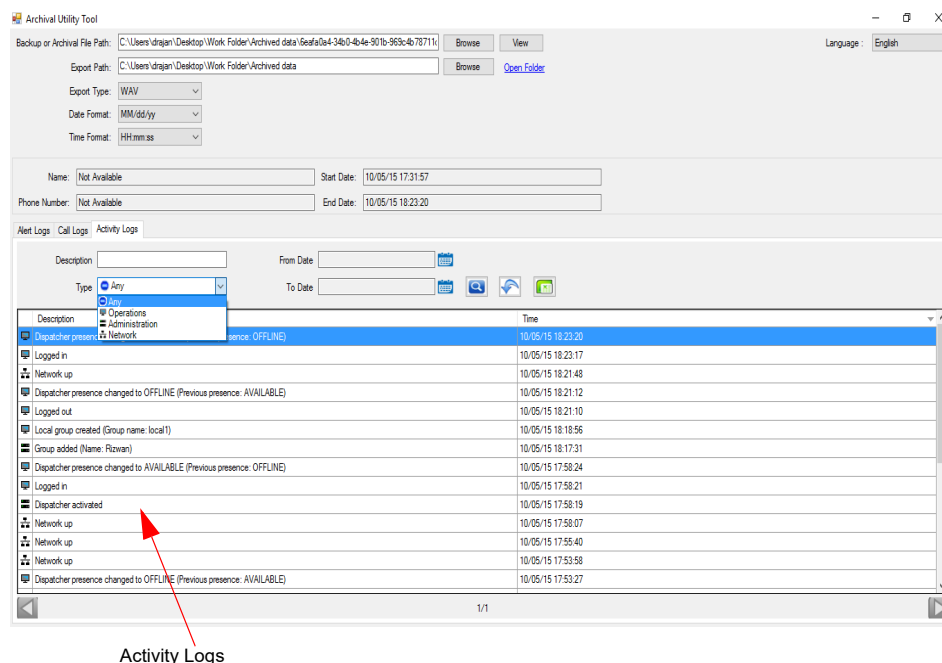 Archival Utility Tool
Backup or Archival File Path: C:\Users\drajan\Desktop\Work Folder\Archived data\6eafa0a4-34b0-4b4e-901b-969c4b78711 Browse View Language : English
Export Path: C:\Users\drajan\Desktop\Work Folder\Archived data Browse Open Folder
Export Type: WAV
Date Format: MM/dd/yy
Time Format: HH:mm:ss
Name: Not Available Start Date: 10/05/15 17:31:57
Phone Number: Not Available End Date: 10/05/15 18:23:20
Alert Logs Call Logs Activity Logs
Description From Date
Type Any To Date
Any
Operations
Administration
Network
Description Time
Dispatcher presenc sence: OFFLINE) 10/05/15 18:23:20
Logged in 10/05/15 18:23:17
Network up 10/05/15 18:21:48
Dispatcher presence changed to OFFLINE (Previous presence: AVAILABLE) 10/05/15 18:21:12
Logged out 10/05/15 18:21:10
Local group created (Group name: local1) 10/05/15 18:18:56
Group added (Name: Rizwan) 10/05/15 18:17:31
Dispatcher presence changed to AVAILABLE (Previous presence: OFFLINE) 10/05/15 17:58:24
Logged in 10/05/15 17:58:21
Dispatcher activated 10/05/15 17:58:19
Network up 10/05/15 17:58:07
Network up 10/05/15 17:55:40
Network up 10/05/15 17:53:58
Dispatcher presence changed to OFFLINE (Previous presence: AVAILABLE) 10/05/15 17:53:27
1/1
Activity Logs